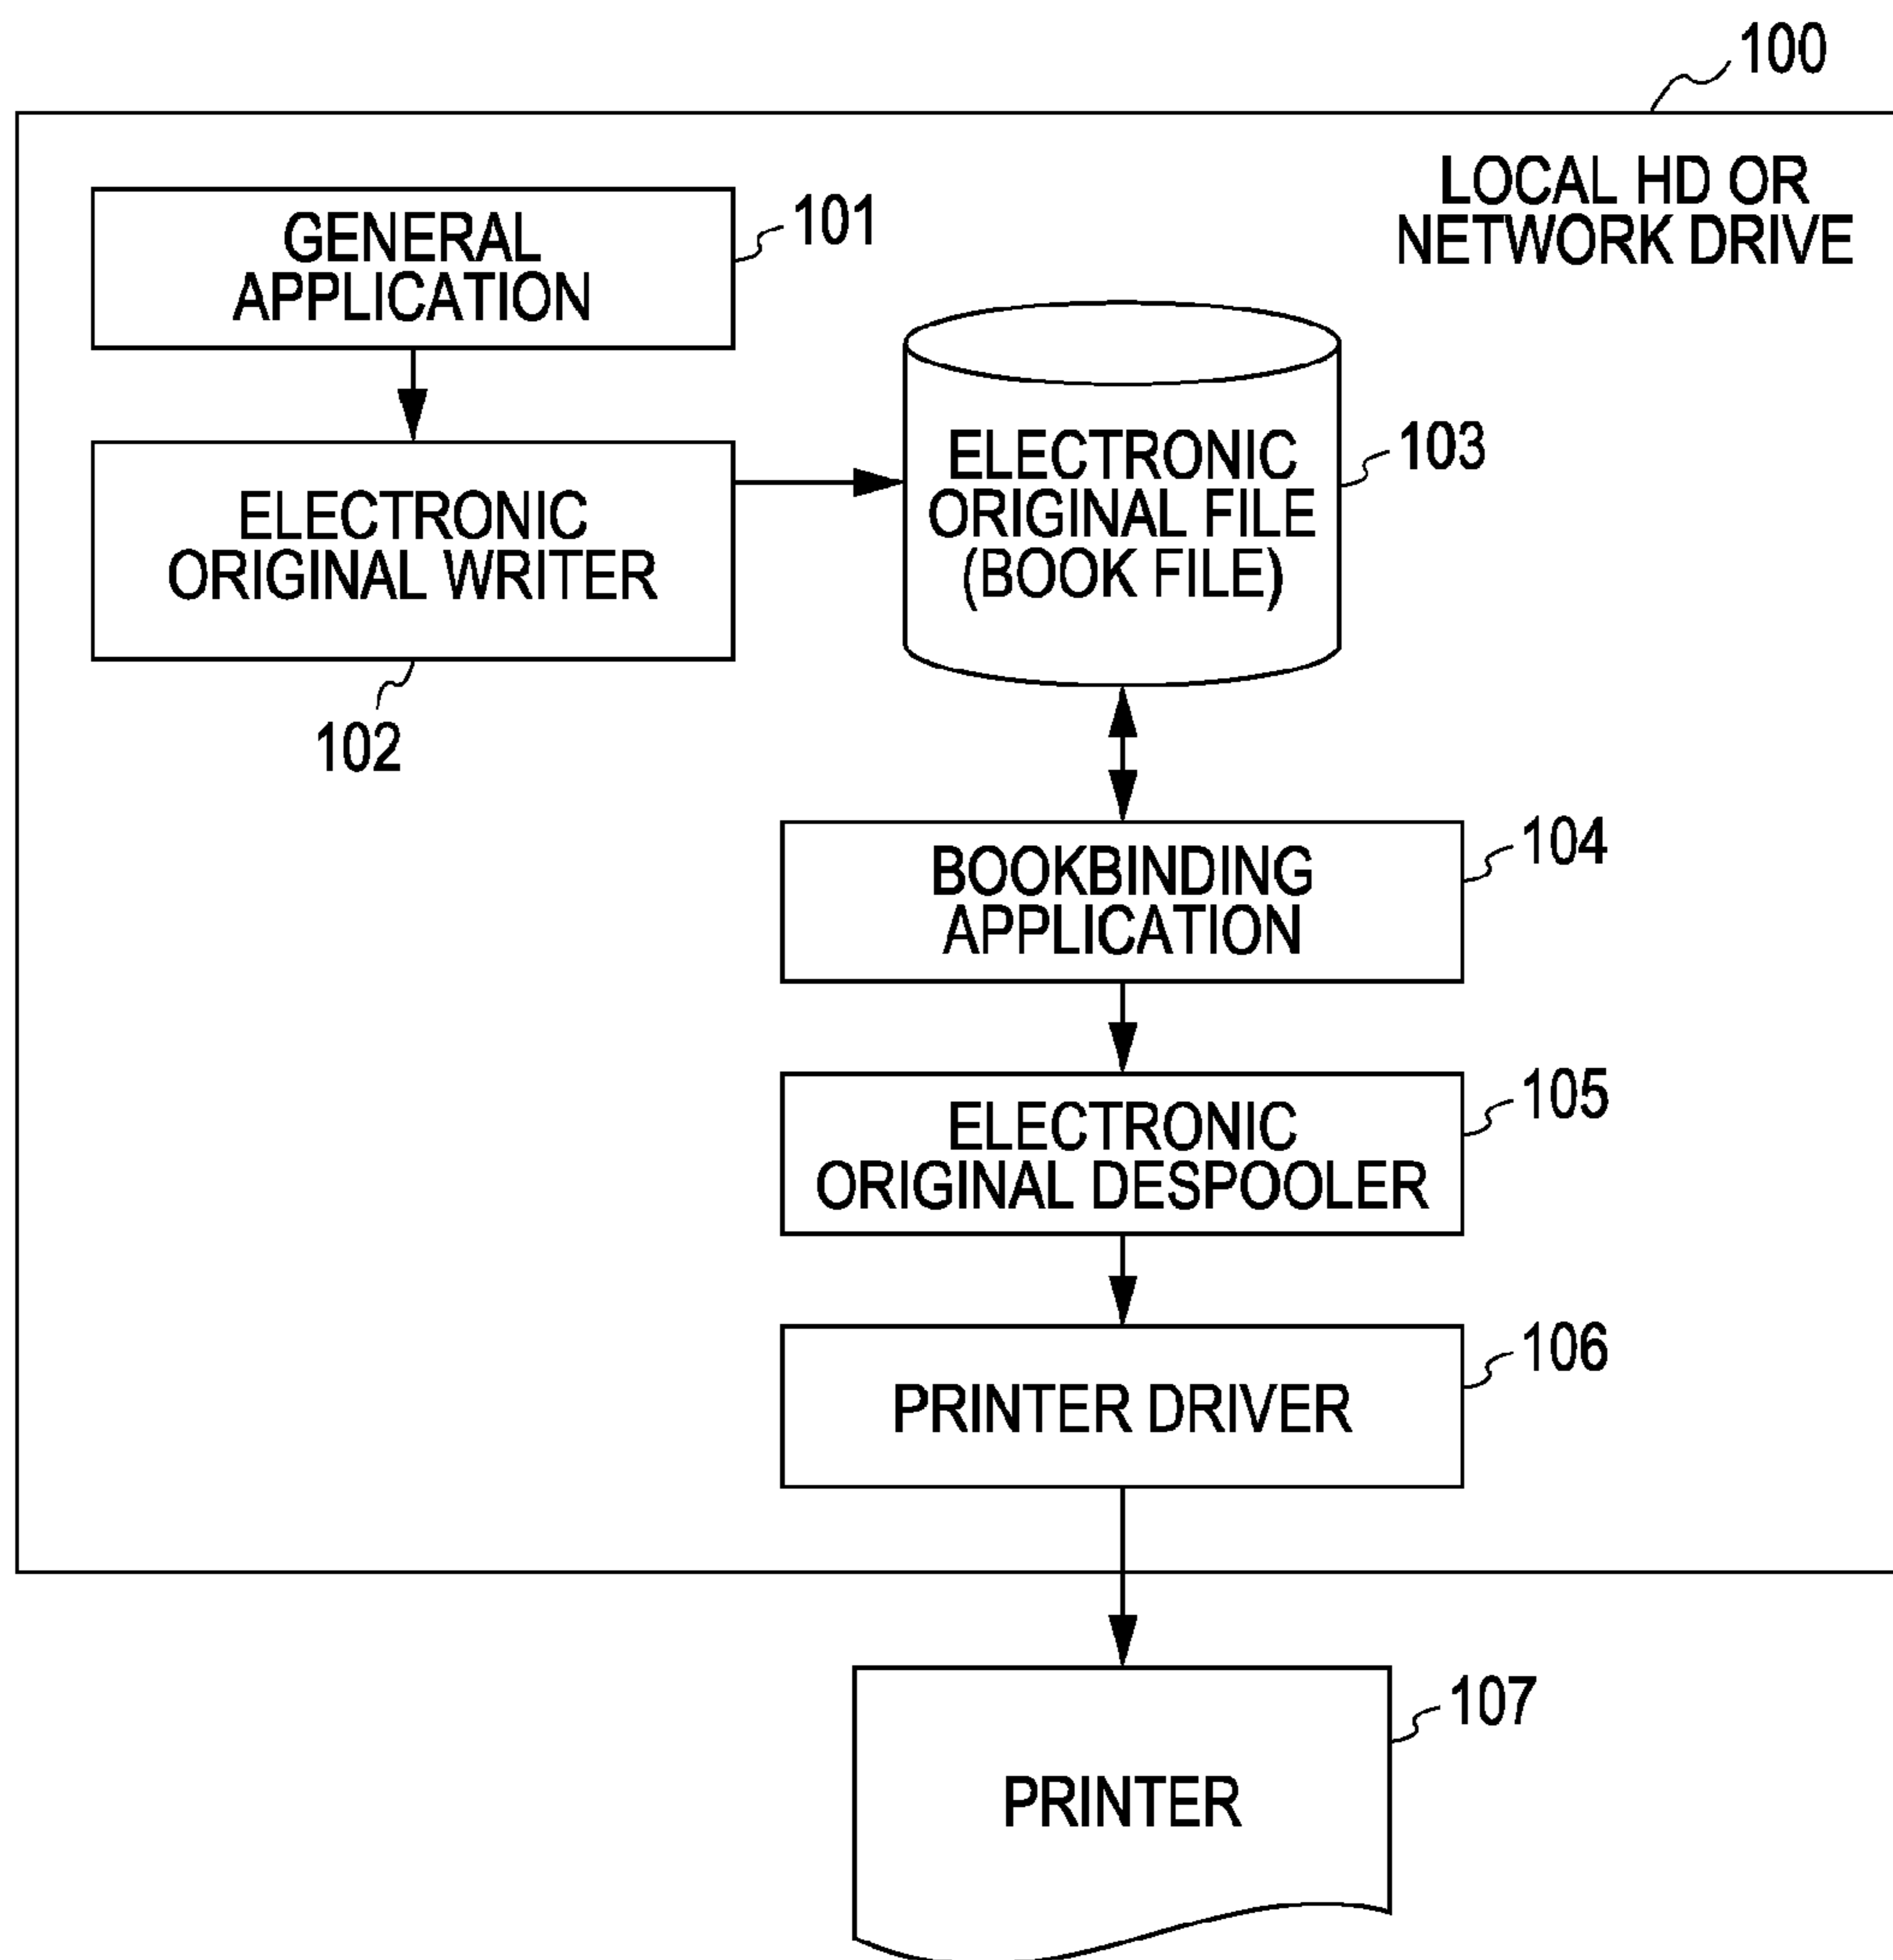 100
LOCAL HD OR
NETWORK DRIVE
GENERAL
APPLICATION
101
ELECTRONIC
ORIGINAL WRITER
102
ELECTRONIC
ORIGINAL FILE
(BOOK FILE)
103
BOOKBINDING
APPLICATION
104
ELECTRONIC
ORIGINAL DESPOOLER
105
PRINTER DRIVER
106
PRINTER
107